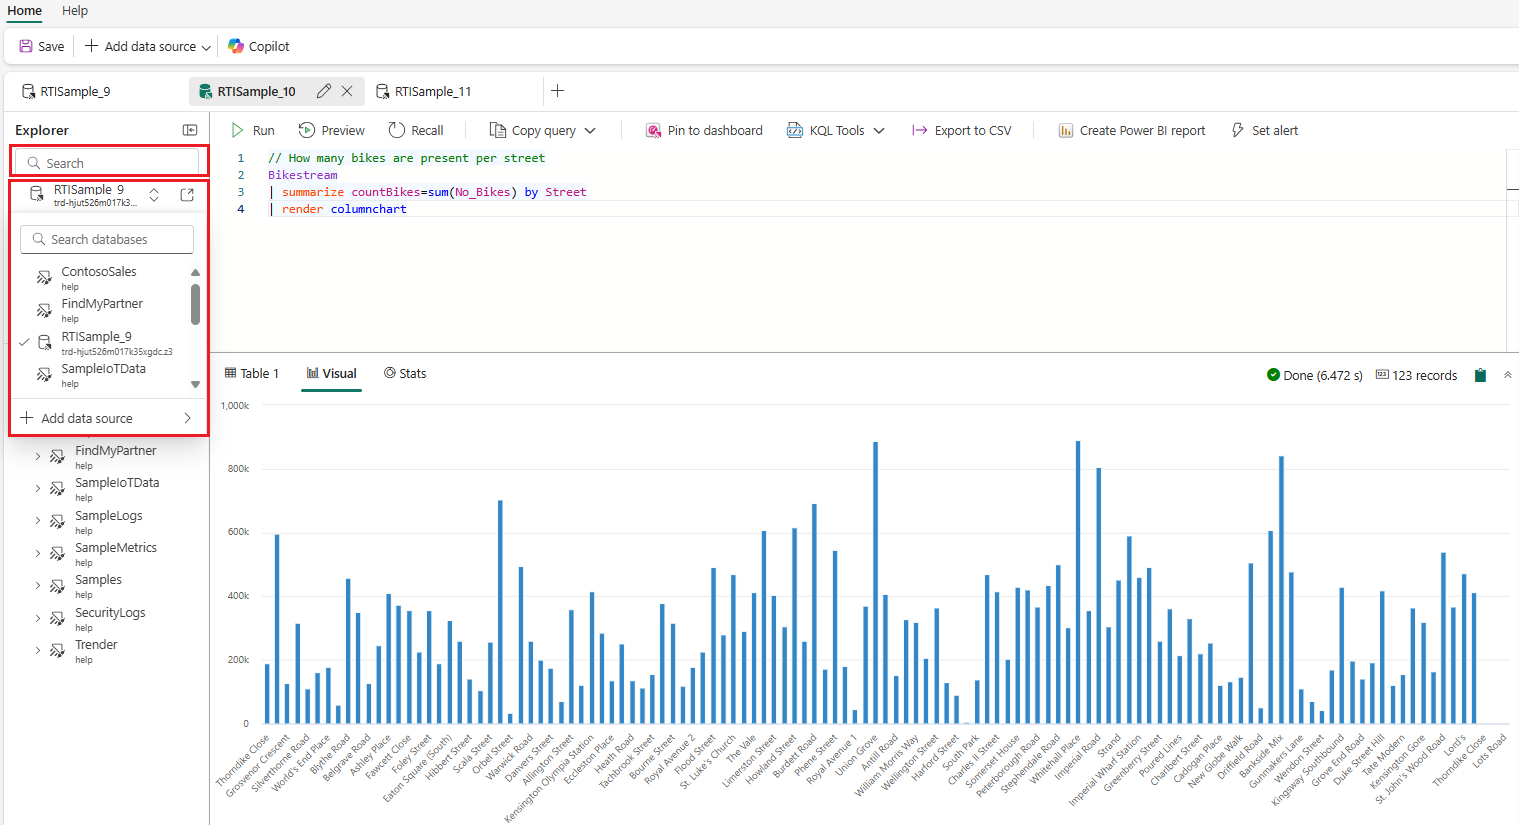 Home Help
Save Add data source Copilot
RTISample_9 RTISample_10 RTISample_11
Explorer
Search
RTISample_9
trd-hjut526m017k3...
Search databases
ContosoSales
help
FindMyPartner
help
RTISample_9
trd-hjut526m017k35xgdc.z3
SampleIoTData
help
Add data source
FindMyPartner
help
SampleIoTData
help
SampleLogs
help
SampleMetrics
help
Samples
help
SecurityLogs
help
Trender
help
Run Preview Recall Copy query Pin to dashboard KQL Tools Export to CSV Create Power BI report Set alert
1 // How many bikes are present per street
2 Bikestream
3 | summarize countBikes=sum(No_Bikes) by Street
4 | render columnchart
Table 1 Visual Stats
Done (6.472 s) 123 records
1,000k
800k
600k
400k
200k
0
Thorndike Close
Grosvenor Crescent
Silverthorne Road
World's End Place
Blythe Road
Belgrave Road
Ashley Place
Fawcett Close
Foley Street
Eaton Square (South)
Hibbert Street
Scala Street
Orbel Street
Warwick Road
Danvers Street
Allington Street
Kensington Olympia Station
Eccleston Place
Heath Road
Tachbrook Street
Bourne Street
Royal Avenue 2
Flood Street
St. Luke's Church
The Vale
Limerston Street
Howland Street
Burdett Road
Phene Street
Royal Avenue 1
Union Grove
Antill Road
William Morris Way
Wellington Street
Harford Street
South Park
Charles II Street
Somerset House
Peterborough Road
Stephendale Road
Whitehall Place
Imperial Road
Strand
Imperial Wharf Station
Greenberry Street
Poured Lines
Charlbert Street
Cadogan Place
New Globe Walk
Driffield Road
Bankside Mix
Gunmakers Lane
Wendon Street
Kingsway Southbound
Grove End Road
Duke Street Hill
Tate Modern
Kensington Gore
St. John's Wood Road
Lord's
Thorndike Close
Lots Road